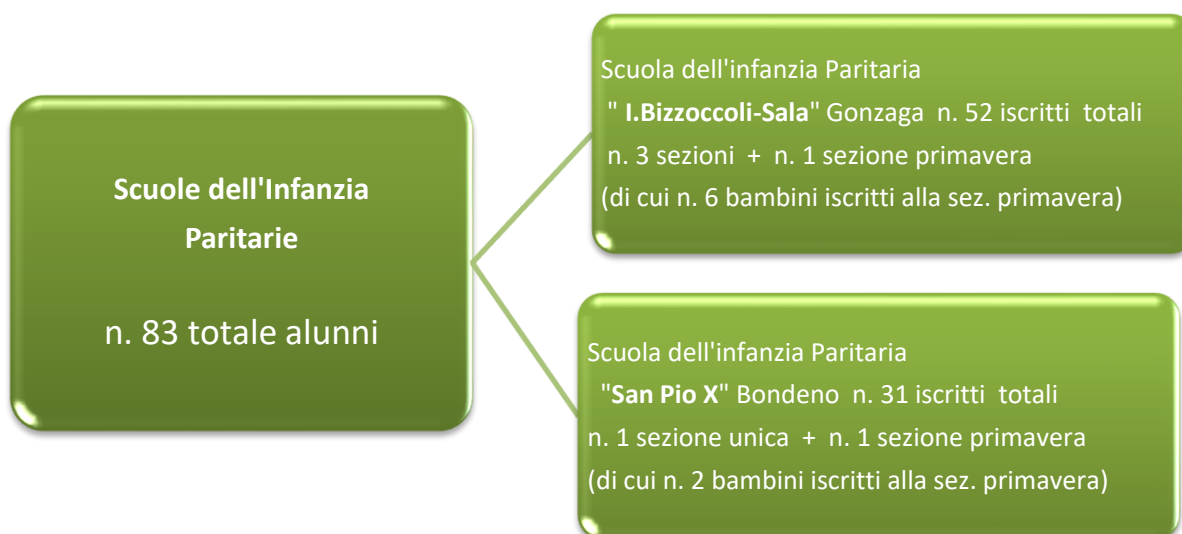 Scuole dell'Infanzia
Paritarie
n. 83 totale alunni
Scuola dell'infanzia Paritaria
" I.Bizzoccoli-Sala" Gonzaga n. 52 iscritti totali
n. 3 sezioni + n. 1 sezione primavera
(di cui n. 6 bambini iscritti alla sez. primavera)
Scuola dell'infanzia Paritaria
"San Pio X" Bondeno n. 31 iscritti totali
n. 1 sezione unica + n. 1 sezione primavera
(di cui n. 2 bambini iscritti alla sez. primavera)